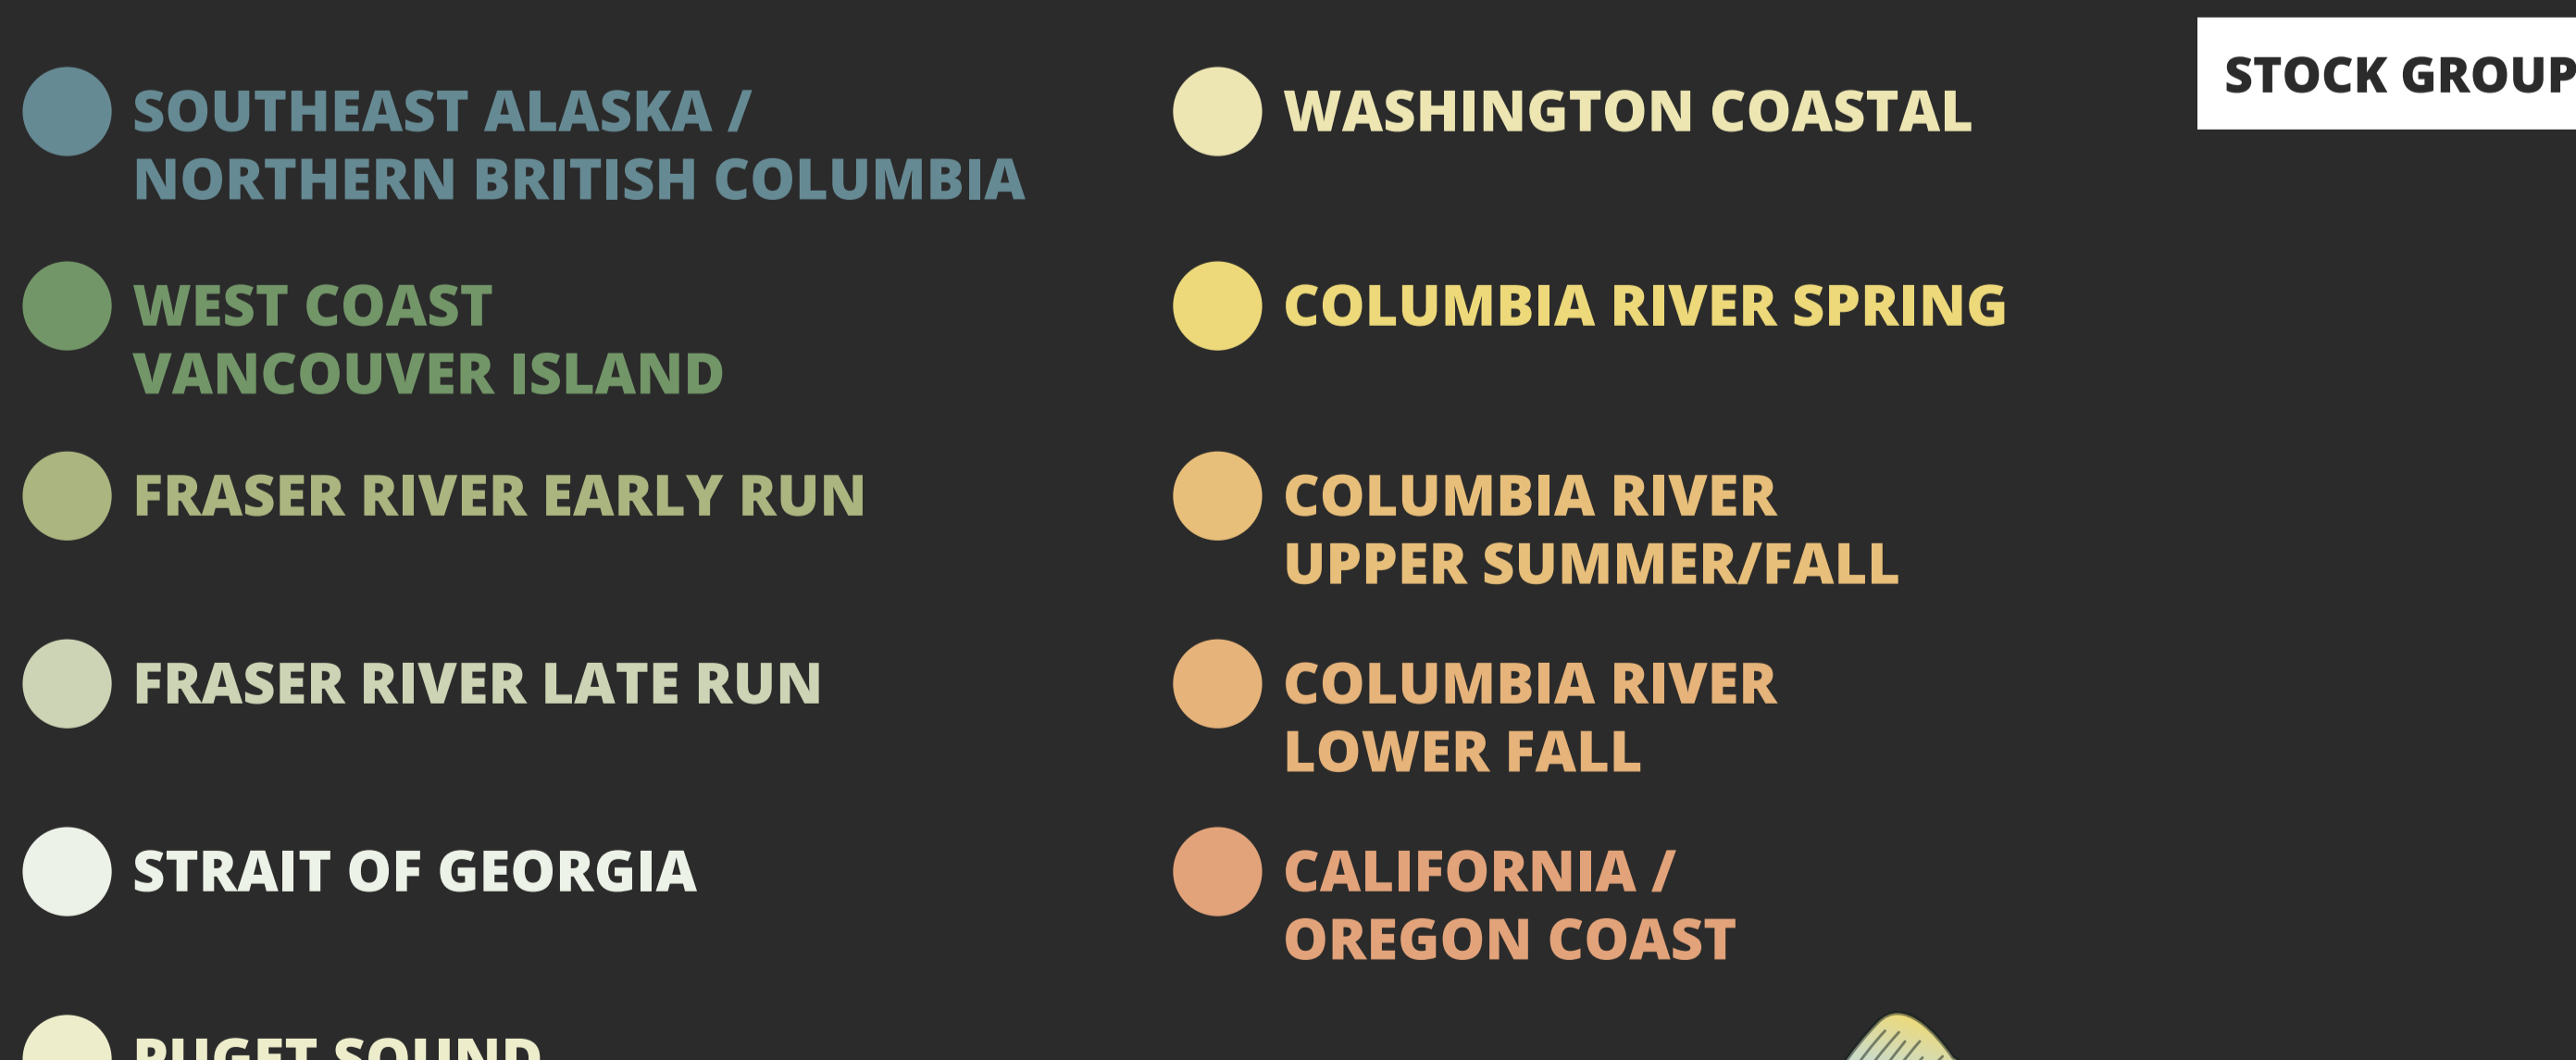 SOUTHEAST ALASKA /
NORTHERN BRITISH COLUMBIA
WEST COAST
VANCOUVER ISLAND
FRASER RIVER EARLY RUN
FRASER RIVER LATE RUN
STRAIT OF GEORGIA
PUGET SOUND
WASHINGTON COASTAL
COLUMBIA RIVER SPRING
COLUMBIA RIVER
UPPER SUMMER/FALL
COLUMBIA RIVER
LOWER FALL
CALIFORNIA /
OREGON COAST
STOCK GROUP